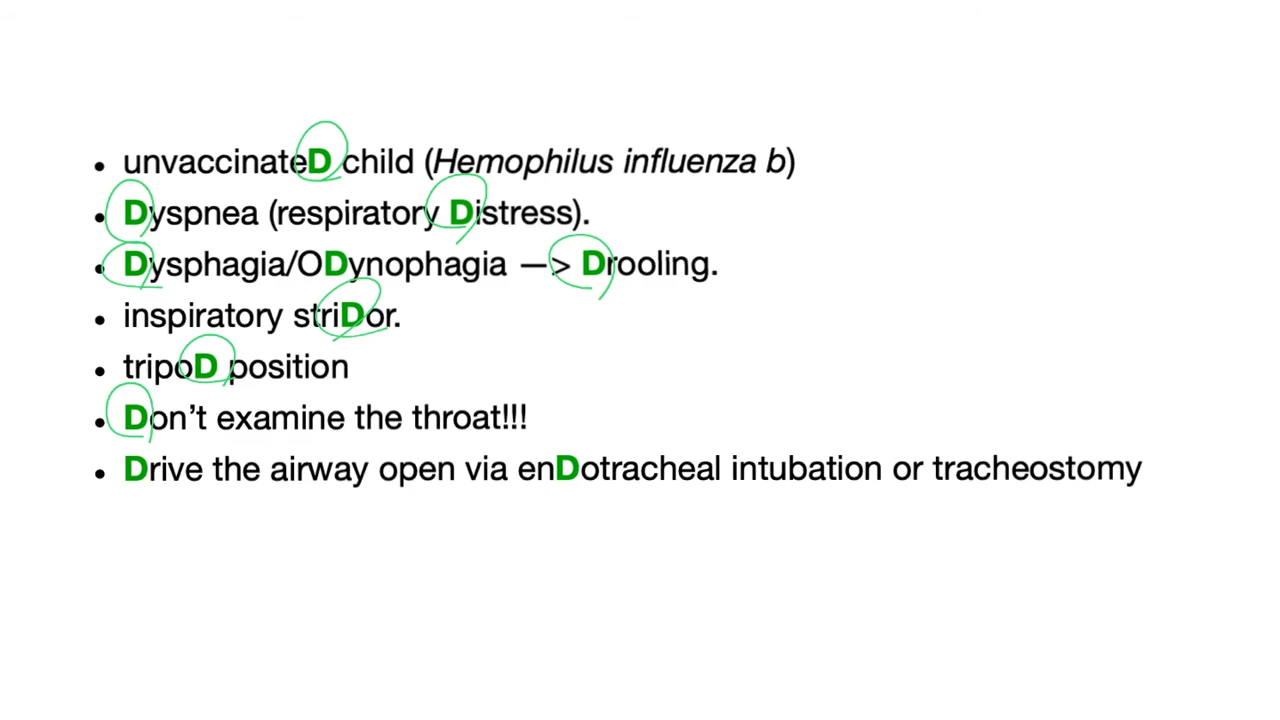 • unvaccinateD child (Hemophilus influenza b)
• Dyspnea (respiratory Distress).
• Dysphagia/ODynophagia —> Drooling.
• inspiratory striDor.
• tripoD position
• Don’t examine the throat!!!
• Drive the airway open via enDotracheal intubation or tracheostomy